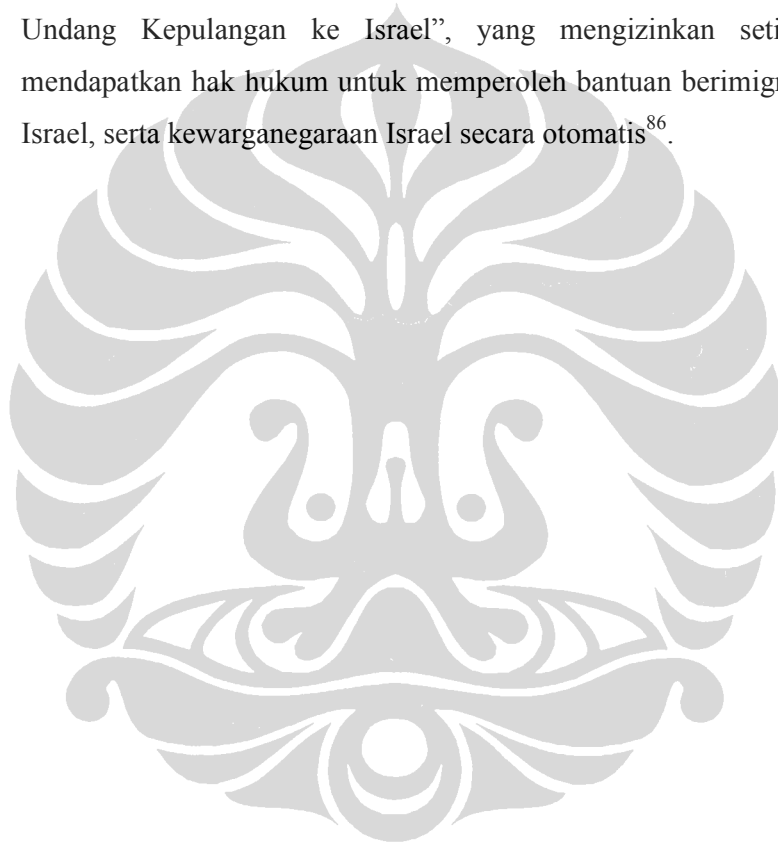 Undang Kepulangan ke Israel”, yang mengizinkan seti
mendapatkan hak hukum untuk memperoleh bantuan berimigr
Israel, serta kewarganegaraan Israel secara otomatis86.